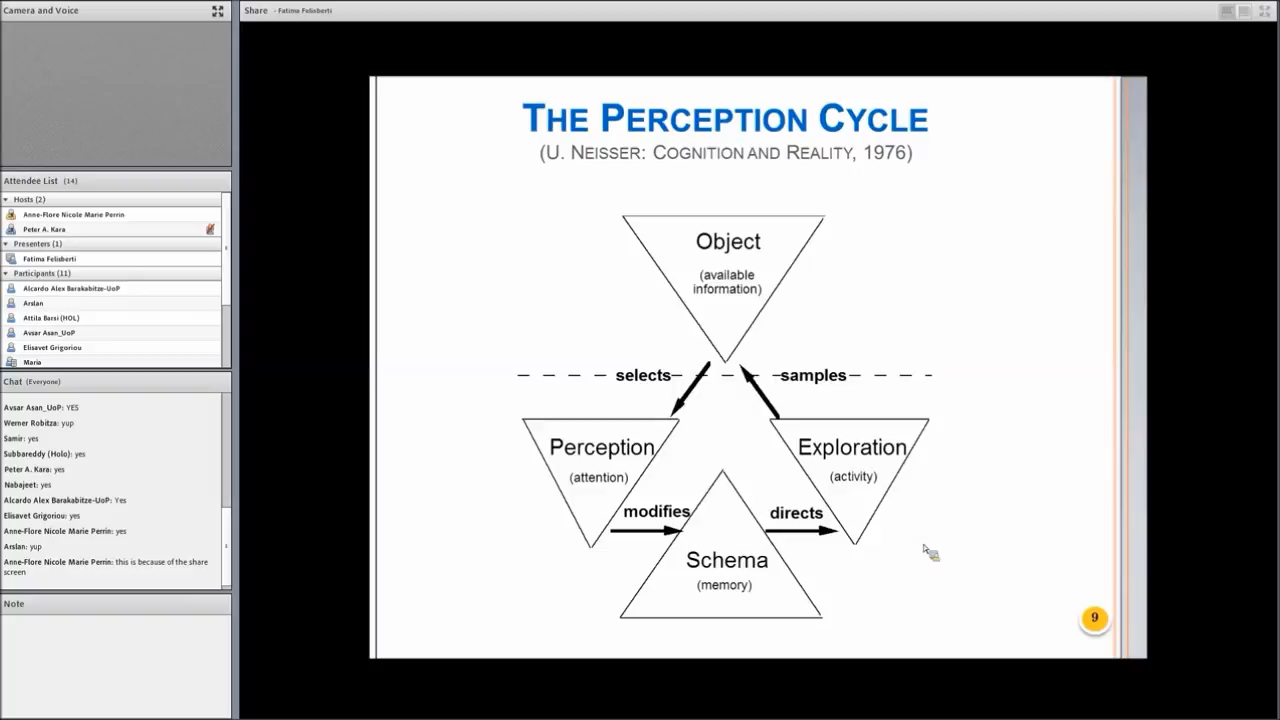 Camera and Voice
Share - Fatima Felisberti
Attendee List (14)
Hosts (2)
Anne-Flore Nicole Marie Perrin
Peter A. Kara
Presenters (1)
Fatima Felisberti
Participants (11)
Alcardo Alex Barakabitze-UoP
Arslan
Attila Barsi (HOL)
Avsar Asan_UoP
Elisavet Grigoriou
Maria
Chat (Everyone)
Avsar Asan_UoP: YES
Werner Robitza: yup
Samir: yes
Subbareddy (Holo): yes
Peter A. Kara: yes
Nabajeet: yes
Alcardo Alex Barakabitze-UoP: Yes
Elisavet Grigoriou: yes
Anne-Flore Nicole Marie Perrin: yes
Arslan: yup
Anne-Flore Nicole Marie Perrin: this is because of the share
screen
Note
THE PERCEPTION CYCLE
(U. NEISSER: COGNITION AND REALITY, 1976)
Object
(available
information)
selects
samples
Perception
(attention)
Exploration
(activity)
modifies
directs
Schema
(memory)
9